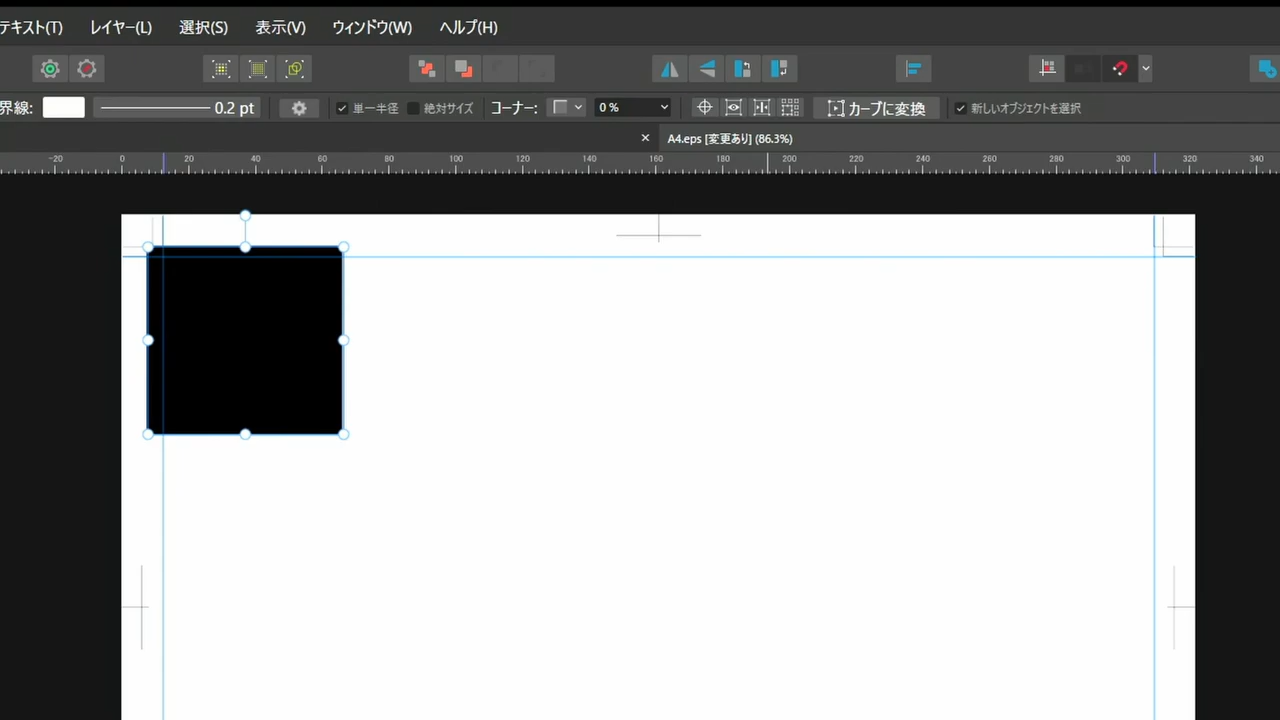 テキスト(T) レイヤー(L) 選択(S) 表示(V) ウィンドウ(W) ヘルプ(H)
界線: 0.2 pt 単一半径 絶対サイズ コーナー: 0 % カーブに変換 新しいオブジェクトを選択
× A4.eps [変更あり] (86.3%)
-20 0 20 40 60 80 100 120 140 160 180 200 220 240 260 280 300 320 340